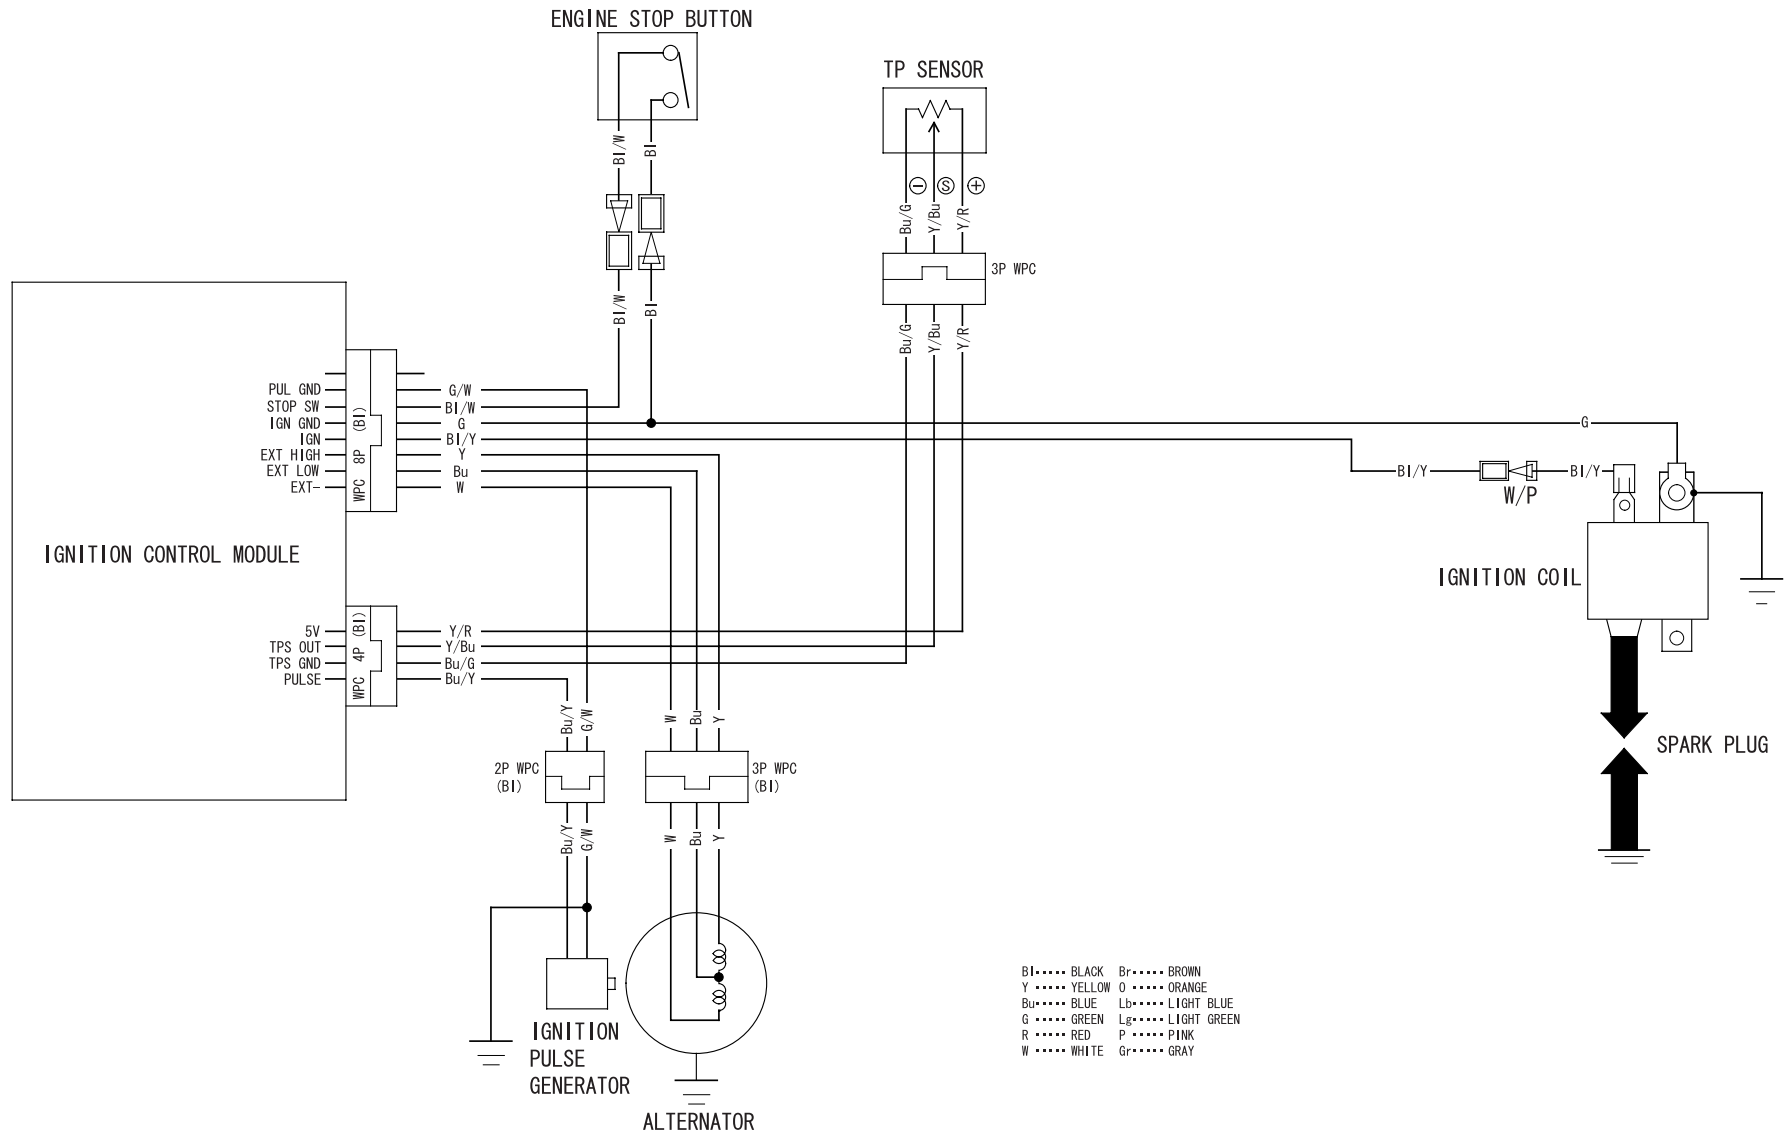 ENGINE STOP BUTTON
TP SENSOR
Bl/W
Bl
- S +
Bu/G
Y/Bu
Y/R
3P WPC
Bl/W
Bl
Bu/G
Y/Bu
Y/R
PUL GND
STOP SW
IGN GND
IGN
EXT HIGH
EXT LOW
EXT-
WPC 8P (Bl)
G/W
Bl/W
G
Bl/Y
Y
Bu
W
G
Bl/Y
Bl/Y
W/P
IGNITION CONTROL MODULE
IGNITION COIL
5V
TPS OUT
TPS GND
PULSE
WPC 4P (Bl)
Y/R
Y/Bu
Bu/G
Bu/Y
Bu/Y
G/W
W
Bu
Y
2P WPC
(Bl)
3P WPC
(Bl)
SPARK PLUG
Bu/Y
G/W
W
Bu
Y
IGNITION
PULSE
GENERATOR
ALTERNATOR
Bl ····· BLACK Br ····· BROWN
Y ····· YELLOW O ····· ORANGE
Bu ····· BLUE Lb ····· LIGHT BLUE
G ····· GREEN Lg ····· LIGHT GREEN
R ····· RED P ····· PINK
W ····· WHITE Gr ····· GRAY